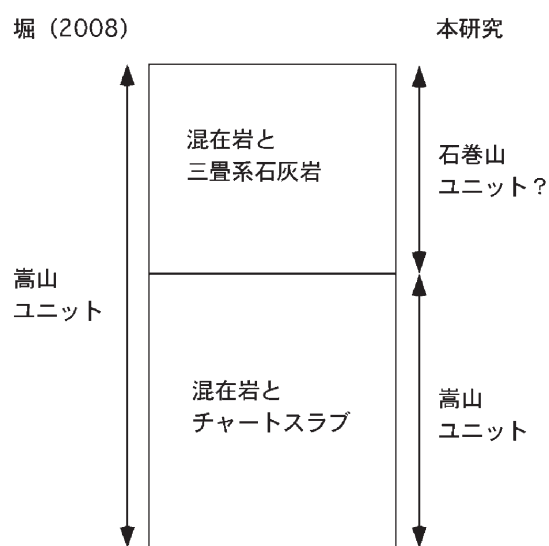 堀（2008）
本研究
混在岩と
三畳系石灰岩
石巻山
ユニット？
嵩山
ユニット
混在岩と
チャートスラブ
嵩山
ユニット